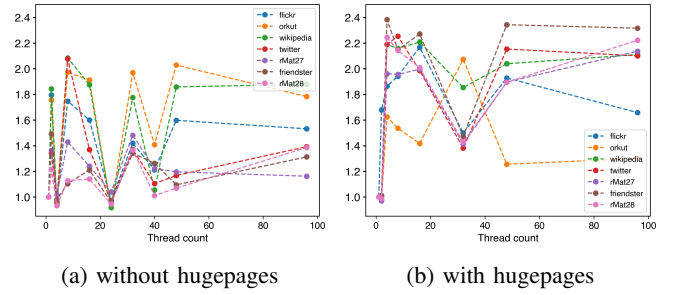 2.4
2.2
2.0
1.8
1.6
1.4
1.2
1.0
0
20
40
60
80
100
Thread count
flickr
orkut
wikipedia
twitter
rMat27
friendster
rMat28
(a) without hugepages
2.4
2.2
2.0
1.8
1.6
1.4
1.2
1.0
0
20
40
60
80
100
Thread count
flickr
orkut
wikipedia
twitter
rMat27
friendster
rMat28
(b) with hugepages